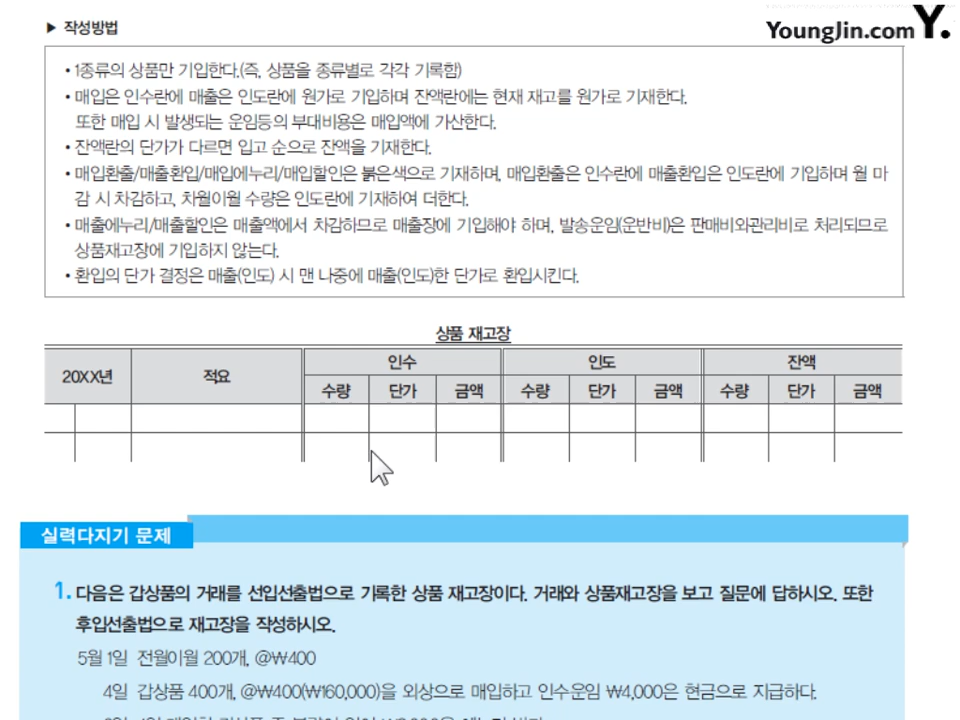 ▶ 작성방법
YoungJin.com Y.
• 1종류의 상품만 기입한다.(즉, 상품을 종류별로 각각 기록함)
• 매입은 인수란에 매출은 인도란에 원가로 기입하며 잔액란에는 현재 재고를 원가로 기재한다.
또한 매입 시 발생되는 운임등의 부대비용은 매입액에 가산한다.
• 잔액란의 단가가 다르면 입고 순으로 잔액을 기재한다.
• 매입환출/매출환입/매입에누리/매입할인은 붉은색으로 기재하며, 매입환출은 인수란에 매출환입은 인도란에 기입하며 월 마
감 시 차감하고, 차월이월 수량은 인도란에 기재하여 더한다.
• 매출에누리/매출할인은 매출액에서 차감하므로 매출장에 기입해야 하며, 발송운임(운반비)은 판매비와관리비로 처리되므로
상품재고장에 기입하지 않는다.
• 환입의 단가 결정은 매출(인도) 시 맨 나중에 매출(인도)한 단가로 환입시킨다.
상품 재고장
20XX년 적요 인수 인도 잔액
수량 단가 금액 수량 단가 금액 수량 단가 금액
실력다지기 문제
1. 다음은 갑상품의 거래를 선입선출법으로 기록한 상품 재고장이다. 거래와 상품재고장을 보고 질문에 답하시오. 또한
후입선출법으로 재고장을 작성하시오.
5월 1일 전월이월 200개, @₩400
4일 갑상품 400개, @₩400(₩160,000)을 외상으로 매입하고 인수운임 ₩4,000은 현금으로 지급하다.